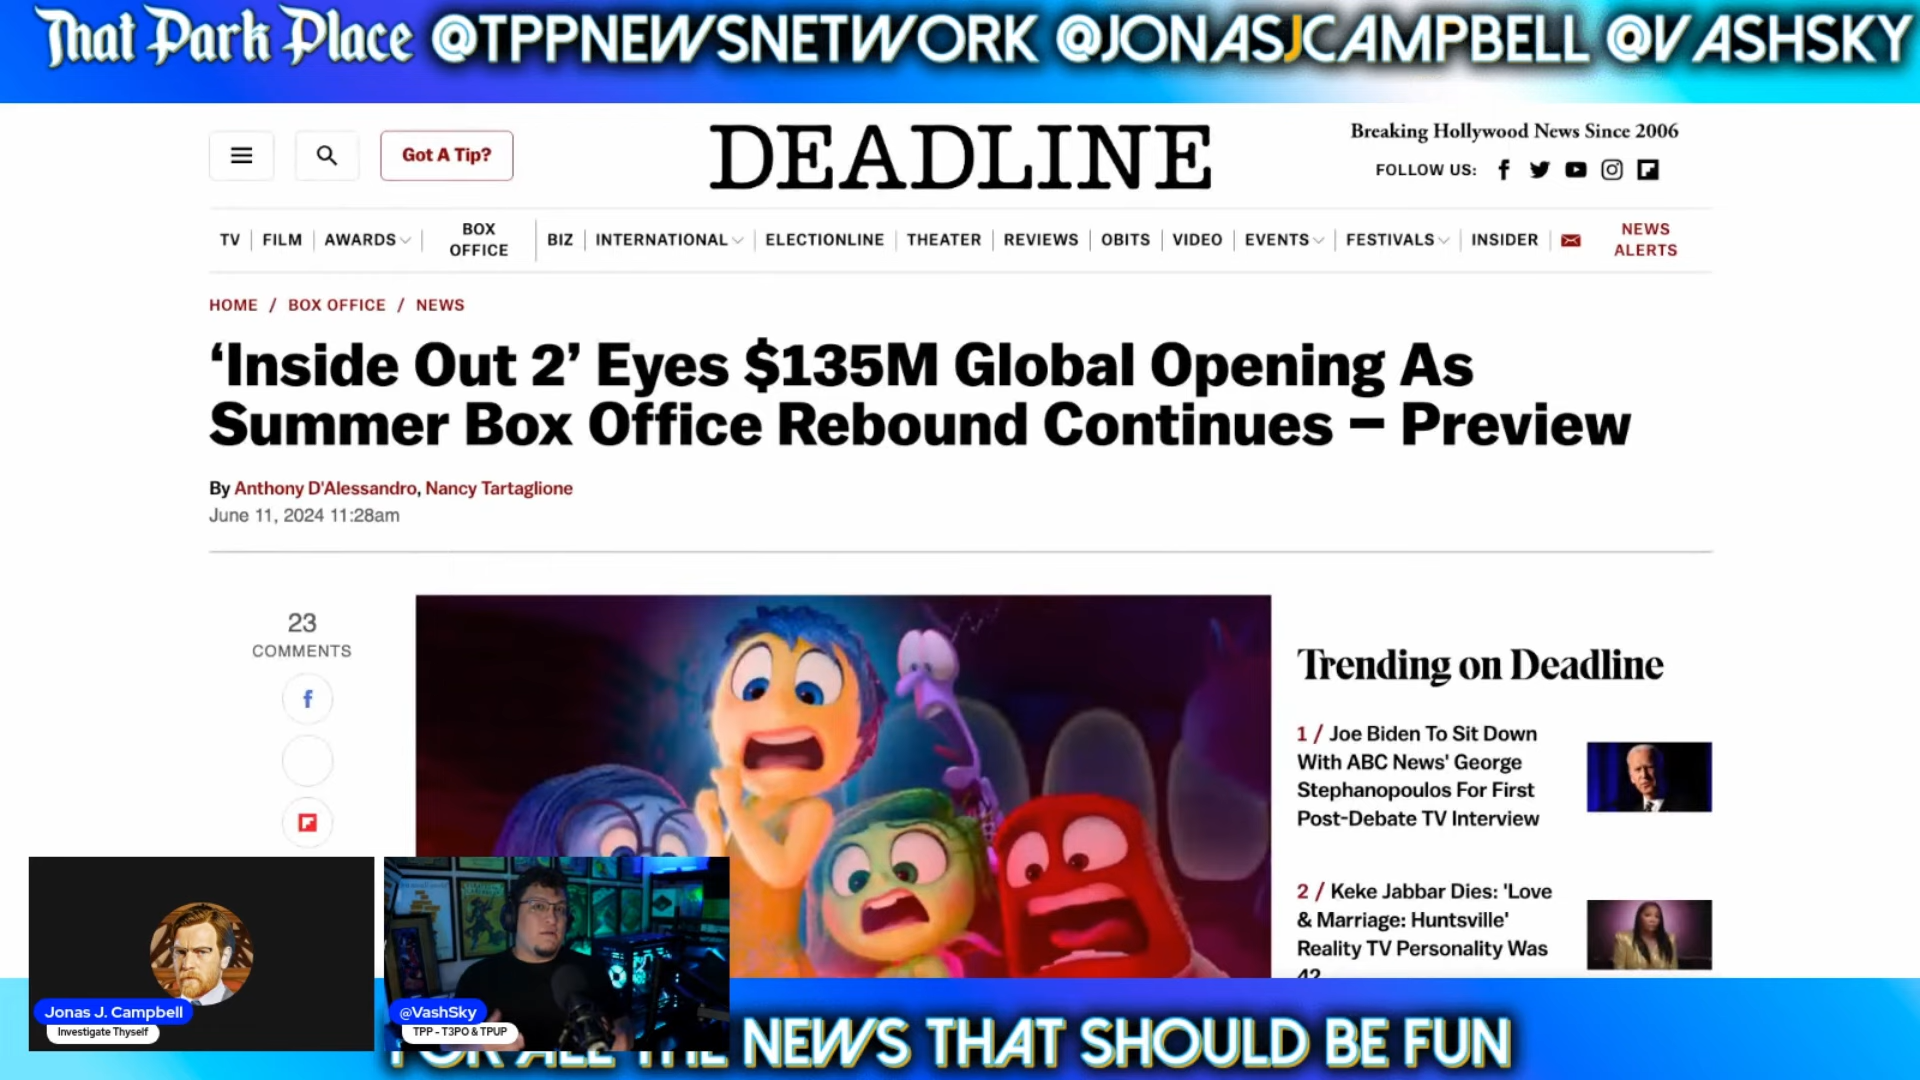 That Park Place @TPPNEWSNETWORK @JONASJCAMPBELL @VASHSKY
Got A Tip?
DEADLINE
Breaking Hollywood News Since 2006
FOLLOW US:
TV FILM AWARDS BOX OFFICE BIZ INTERNATIONAL ELECTIONLINE THEATER REVIEWS OBITS VIDEO EVENTS FESTIVALS INSIDER NEWS ALERTS
HOME / BOX OFFICE / NEWS
‘Inside Out 2’ Eyes $135M Global Opening As
Summer Box Office Rebound Continues – Preview
By Anthony D'Alessandro, Nancy Tartaglione
June 11, 2024 11:28am
23
COMMENTS
Trending on Deadline
1 / Joe Biden To Sit Down
With ABC News' George
Stephanopoulos For First
Post-Debate TV Interview
2 / Keke Jabbar Dies: 'Love
& Marriage: Huntsville'
Reality TV Personality Was
42
Jonas J. Campbell
Investigate Thyself
@VashSky
TPP - T3PO & TPUP
FOR ALL THE NEWS THAT SHOULD BE FUN